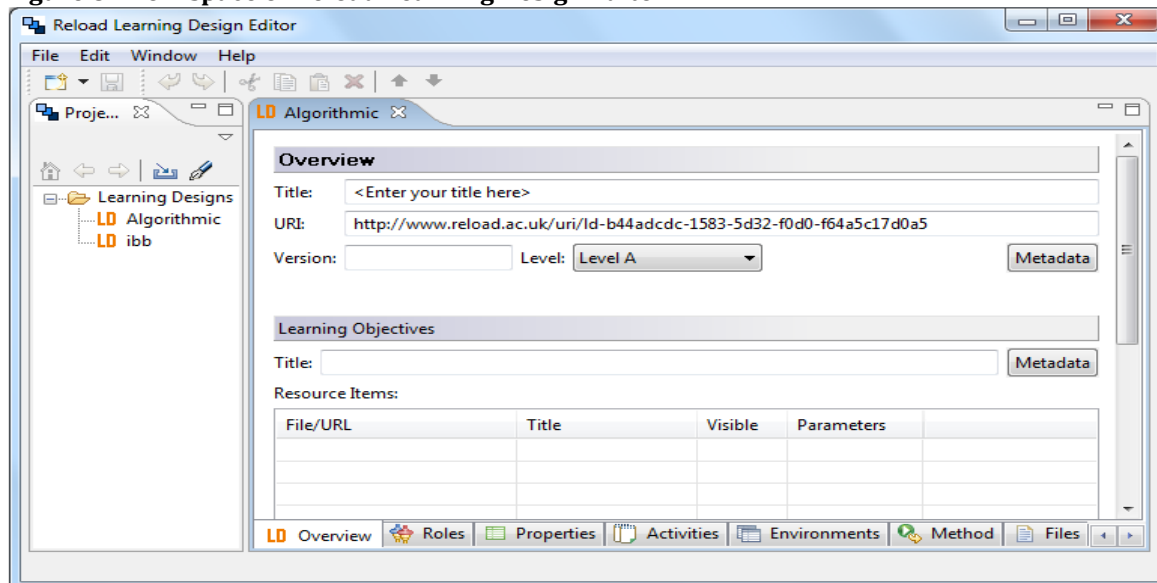 Reload Learning Design Editor
File Edit Window Help
Proje...
LD Algorithmic
Learning Designs
LD Algorithmic
LD ibb
Overview
Title: <Enter your title here>
URI: http://www.reload.ac.uk/uri/ld-b44adcdc-1583-5d32-f0d0-f64a5c17d0a5
Version: Level: Level A Metadata
Learning Objectives
Title: Metadata
Resource Items:
File/URL Title Visible Parameters
LD Overview Roles Properties Activities Environments Method Files